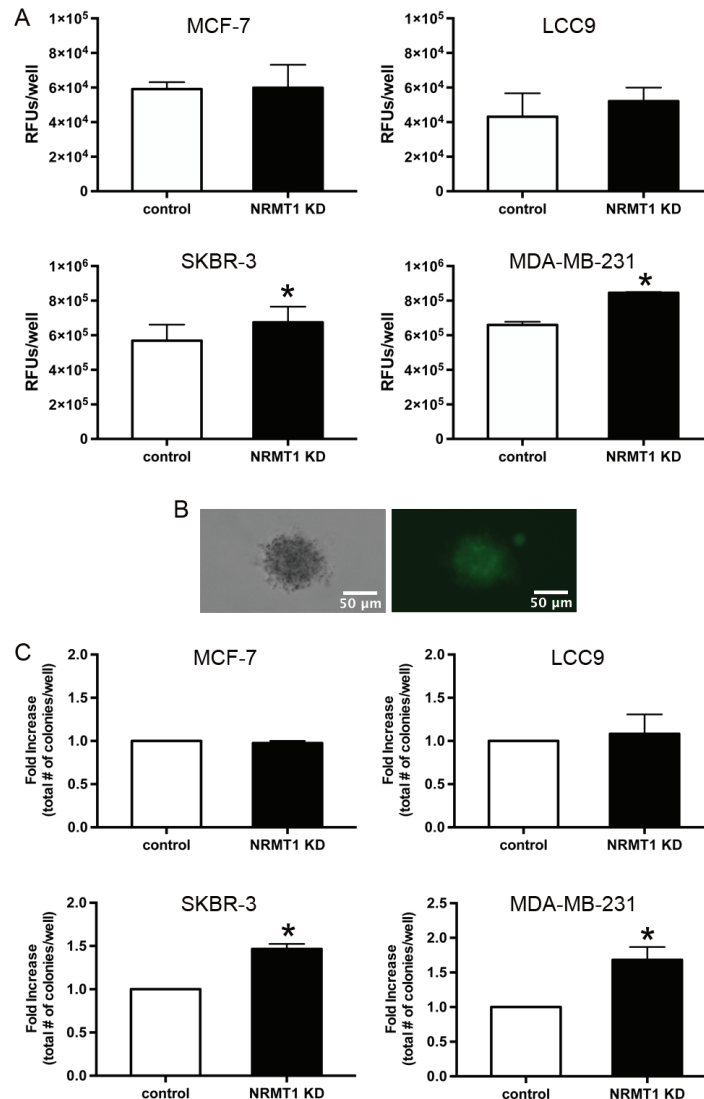 A
MCF-7
RFUs/well
1×10⁵
8×10⁴
6×10⁴
4×10⁴
2×10⁴
0
control
NRMT1 KD
LCC9
RFUs/well
1×10⁵
8×10⁴
6×10⁴
4×10⁴
2×10⁴
0
control
NRMT1 KD
SKBR-3
RFUs/well
1×10⁶
8×10⁵
6×10⁵
4×10⁵
2×10⁵
0
*
control
NRMT1 KD
MDA-MB-231
RFUs/well
1×10⁶
8×10⁵
6×10⁵
4×10⁵
2×10⁵
0
*
control
NRMT1 KD
B
50 µm
50 µm
C
MCF-7
Fold Increase
(total # of colonies/well)
2.0
1.5
1.0
0.5
0.0
control
NRMT1 KD
LCC9
Fold Increase
(total # of colonies/well)
2.0
1.5
1.0
0.5
0.0
control
NRMT1 KD
SKBR-3
Fold Increase
(total # of colonies/well)
2.0
1.5
1.0
0.5
0.0
*
control
NRMT1 KD
MDA-MB-231
Fold Increase
(total # of colonies/well)
2.5
2.0
1.5
1.0
0.5
0.0
*
control
NRMT1 KD